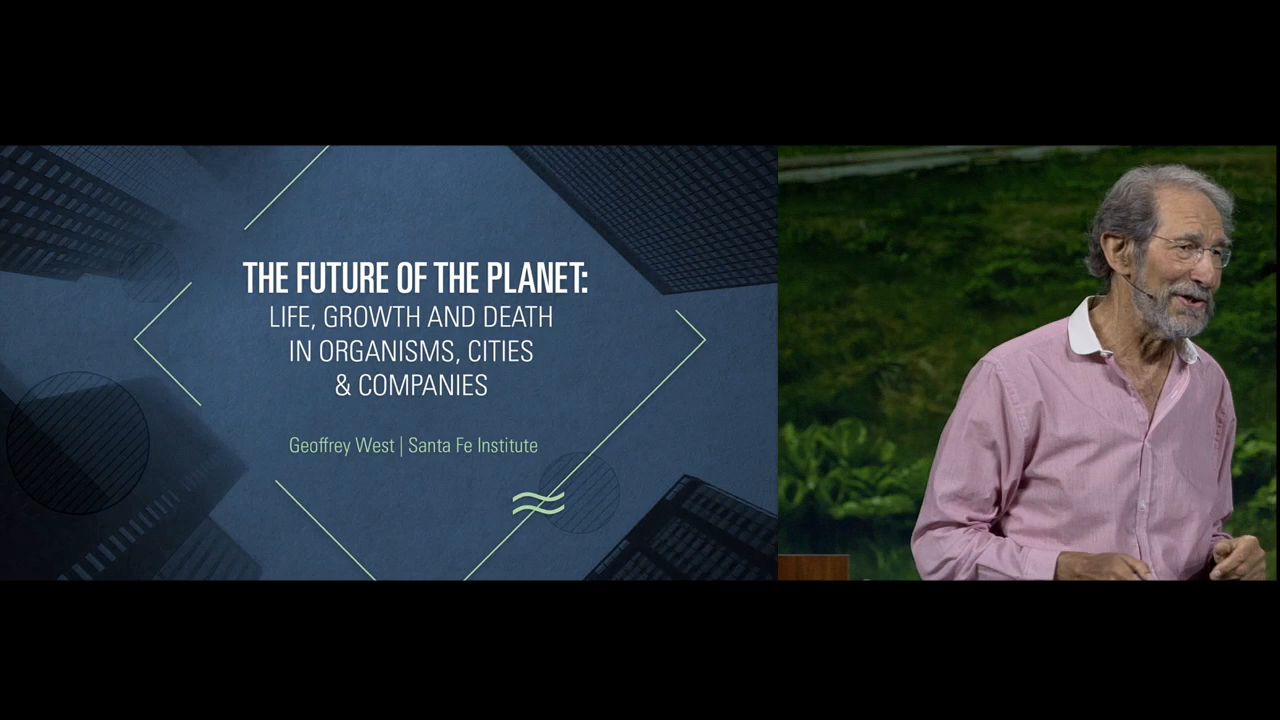 THE FUTURE OF THE PLANET:
LIFE, GROWTH AND DEATH
IN ORGANISMS, CITIES
& COMPANIES
Geoffrey West | Santa Fe Institute